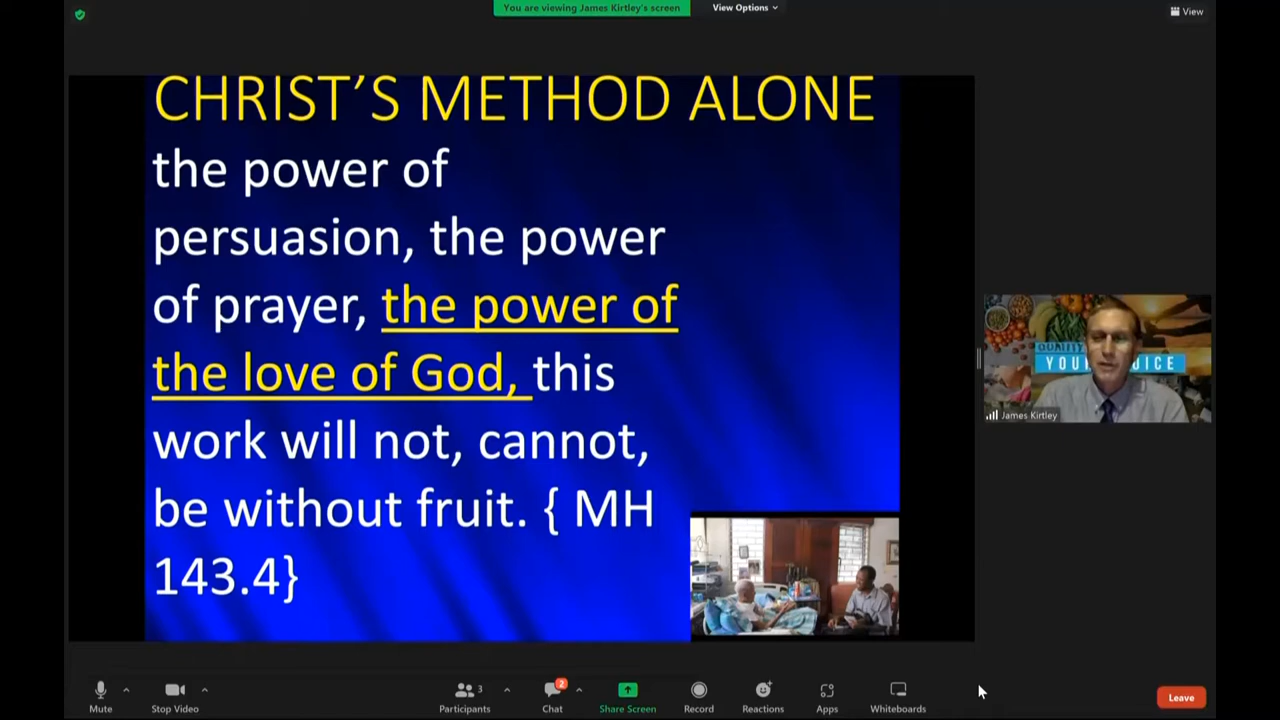 You are viewing James Kirtley's screen
View Options
View
CHRIST'S METHOD ALONE
the power of
persuasion, the power
of prayer, the power of
the love of God, this
work will not, cannot,
be without fruit. { MH
143.4}
James Kirtley
Mute
Stop Video
3
Participants
2
Chat
Share Screen
Record
Reactions
Apps
Whiteboards
Leave